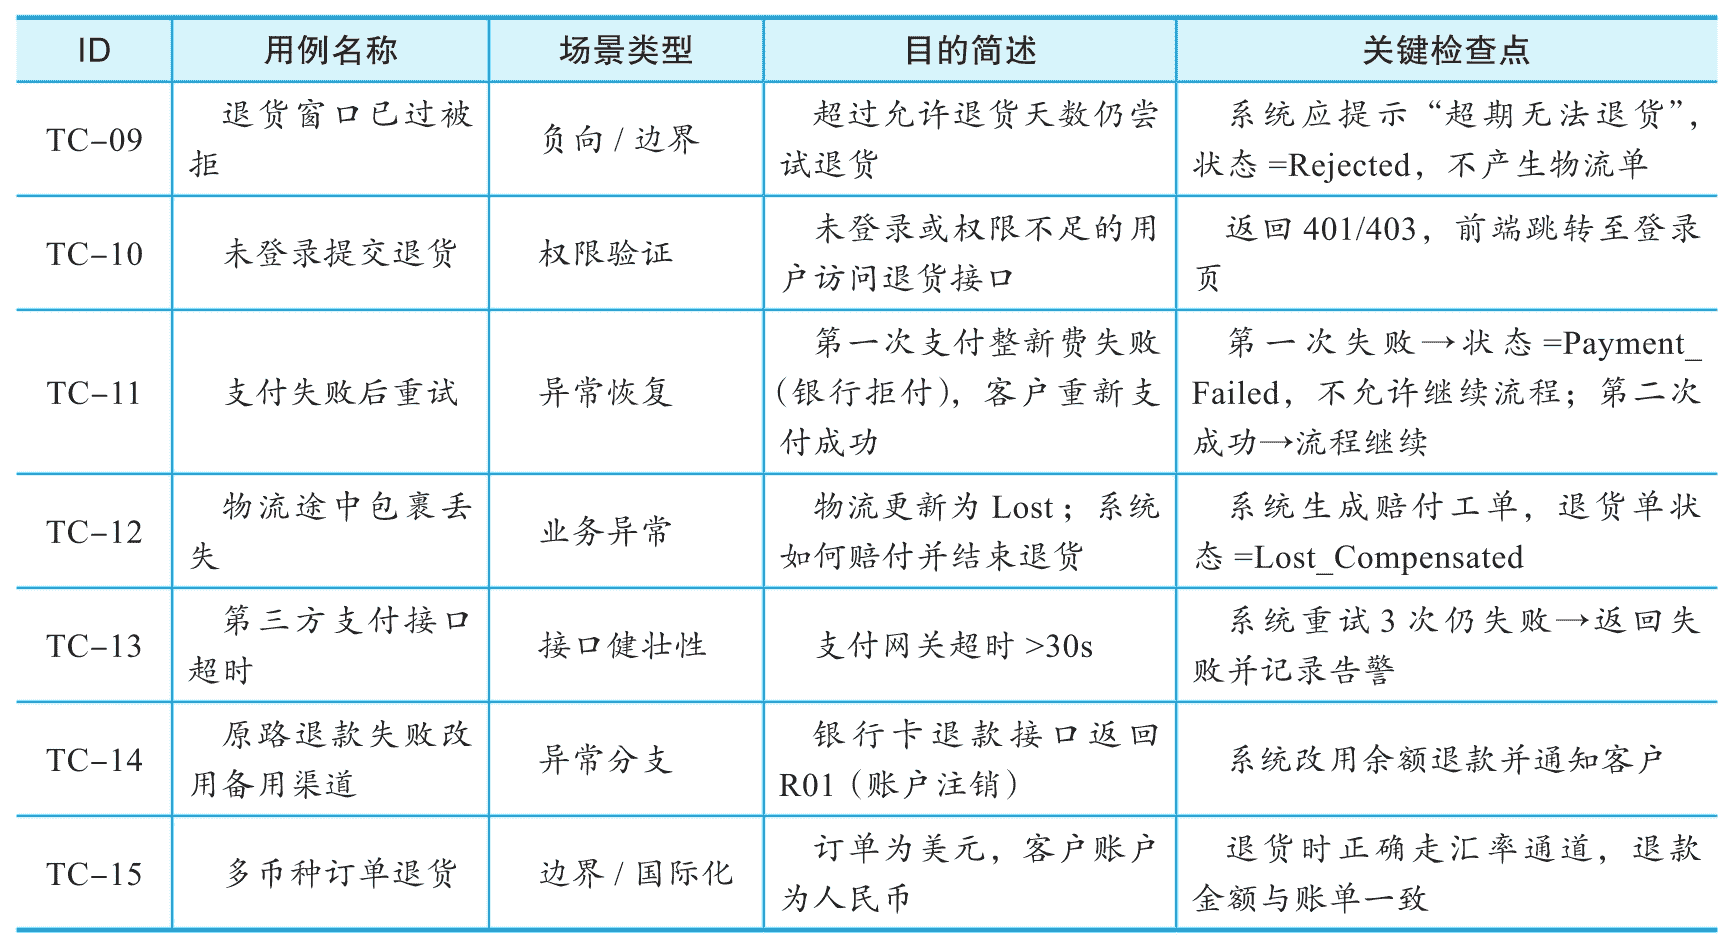 ID 用例名称 场景类型 目的简述 关键检查点
TC-09
退货窗口已过被
拒
负向 / 边界
超过允许退货天数仍尝
试退货
系统应提示“超期无法退货”，
状态 =Rejected，不产生物流单
TC-10
未登录提交退货
权限验证
未登录或权限不足的用
户访问退货接口
返回 401/403，前端跳转至登录
页
TC-11
支付失败后重试
异常恢复
第一次支付整新费失败
（银行拒付），客户重新支
付成功
第一次失败→状态 =Payment_
Failed，不允许继续流程；第二次
成功→流程继续
TC-12
物流途中包裹丢
失
业务异常
物流更新为 Lost；系统
如何赔付并结束退货
系统生成赔付工单，退货单状
态 =Lost_Compensated
TC-13
第三方支付接口
超时
接口健壮性
支付网关超时 >30s
系统重试 3 次仍失败→返回失
败并记录告警
TC-14
原路退款失败改
用备用渠道
异常分支
银行卡退款接口返回
R01（账户注销）
系统改用余额退款并通知客户
TC-15
多币种订单退货
边界 / 国际化
订单为美元，客户账户
为人民币
退货时正确走汇率通道，退款
金额与账单一致